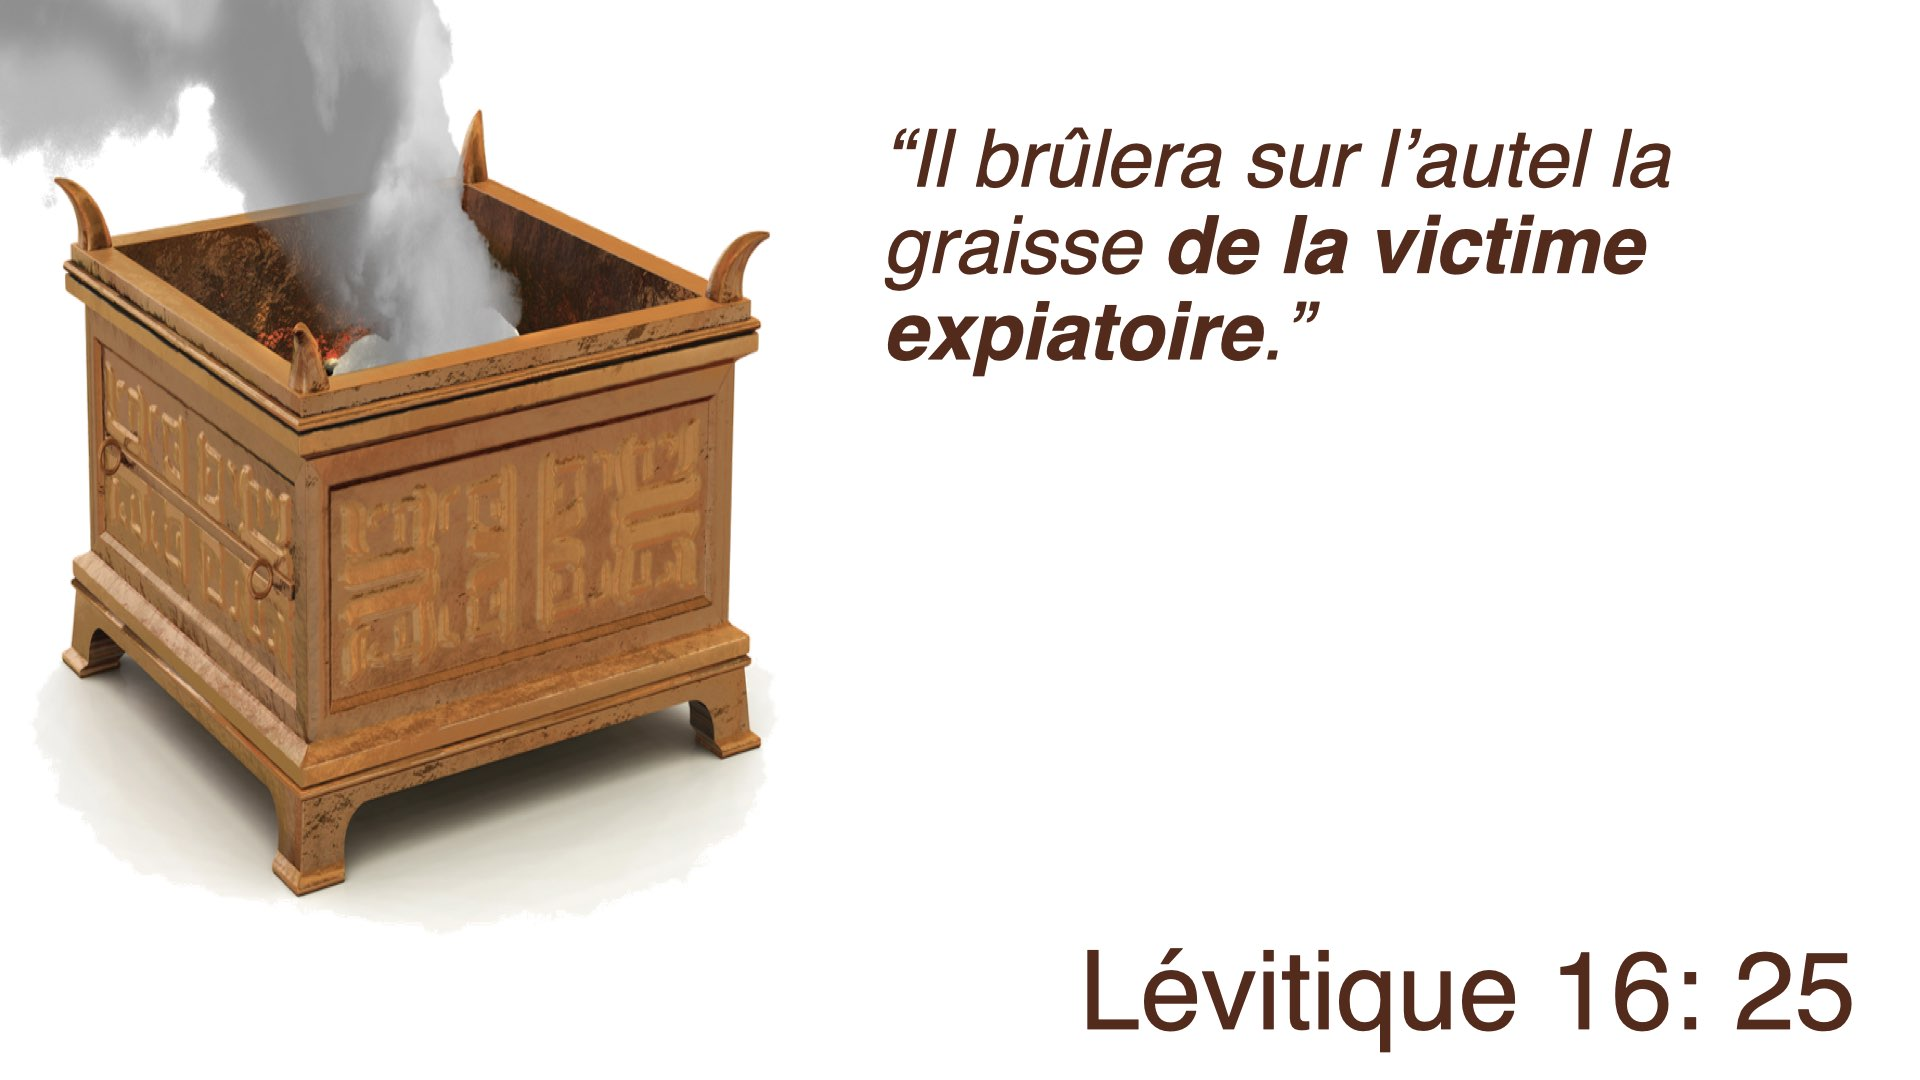 “Il brûlera sur l’autel la
graisse de la victime
expiatoire.”
Lévitique 16: 25